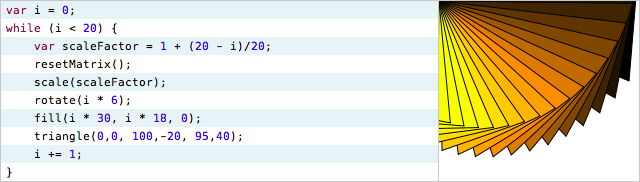 var i = 0;
while (i < 20) {
    var scaleFactor = 1 + (20 - i)/20;
    resetMatrix();
    scale(scaleFactor);
    rotate(i * 6);
    fill(i * 30, i * 18, 0);
    triangle(0,0, 100,-20, 95,40);
    i += 1;
}